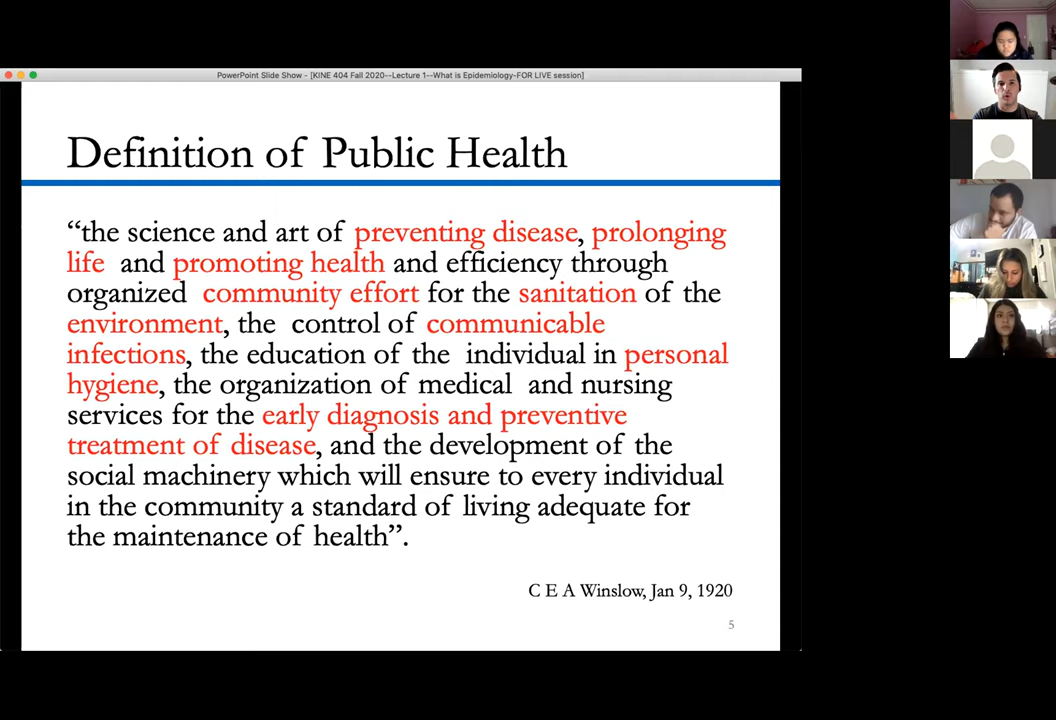 PowerPoint Slide Show - [KINE 404 Fall 2020--Lecture 1--What is Epidemiology-FOR LIVE session]
Definition of Public Health
“the science and art of preventing disease, prolonging
life and promoting health and efficiency through
organized community effort for the sanitation of the
environment, the control of communicable
infections, the education of the individual in personal
hygiene, the organization of medical and nursing
services for the early diagnosis and preventive
treatment of disease, and the development of the
social machinery which will ensure to every individual
in the community a standard of living adequate for
the maintenance of health”.
C E A Winslow, Jan 9, 1920
5